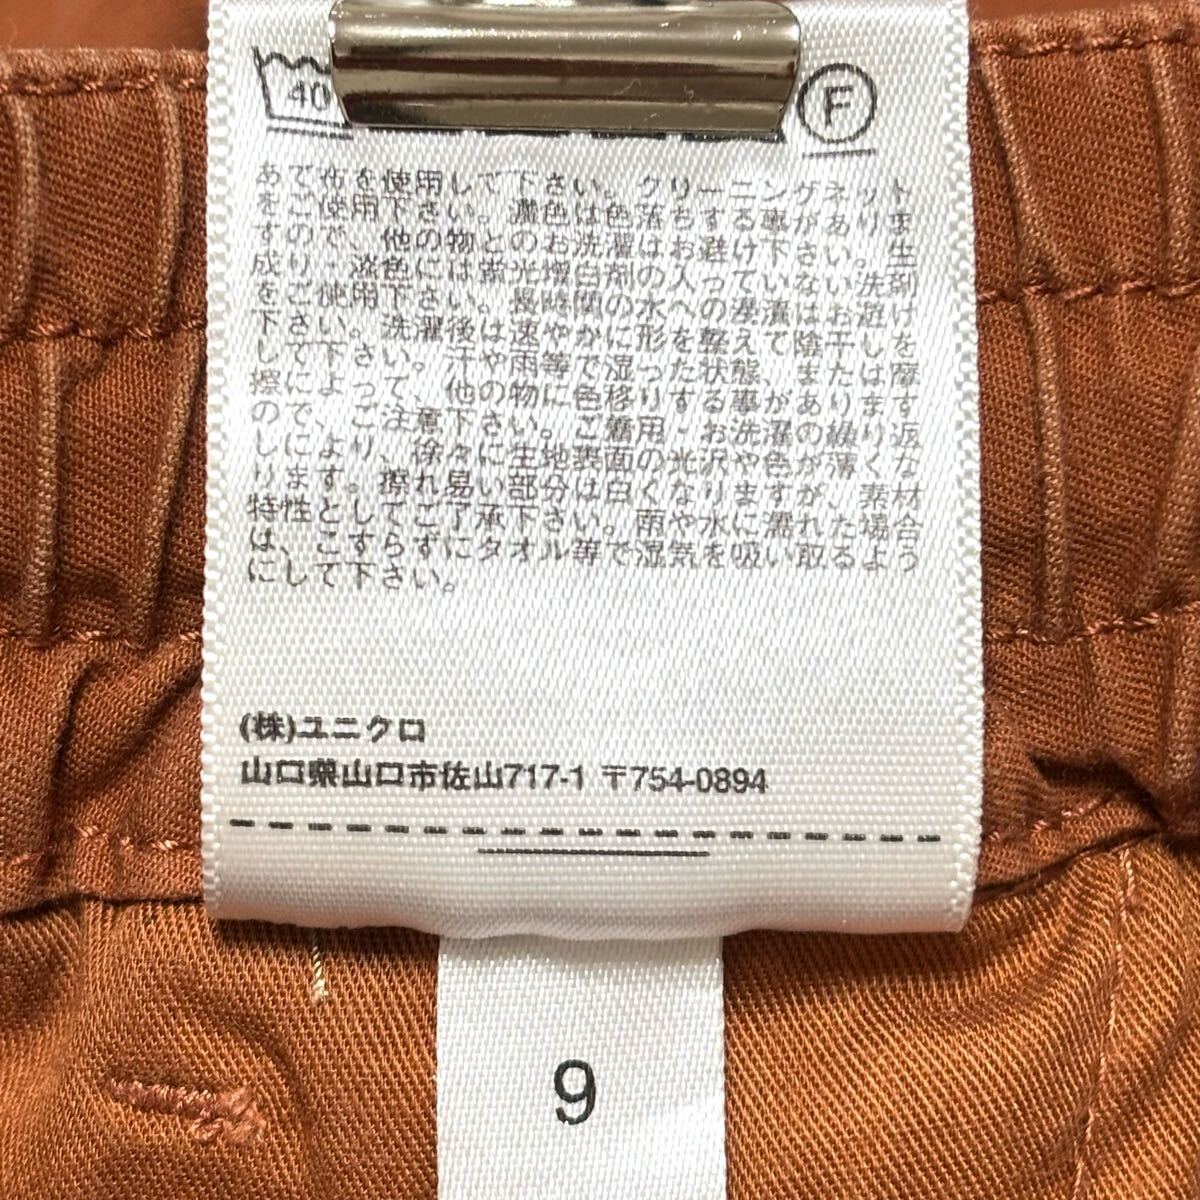 40 F
あて布を使用して下さい。クリーニングネット
をご使用下さい。濃色は色落ちする事がありま
すので、他の物とのお洗濯はお避け下さい。生
成り・淡色には蛍光増白剤の入っていない洗剤
をご使用下さい。長時間の水へのつけおきは避け
下さい。洗濯後は速やかに形を整えて陰干しを
して下さい。汗や雨等で湿った状態、または摩
擦によって、他の物に色移りする事があります
のでご注意下さい。ご着用・お洗濯の繰り返し
により、徐々に生地表面の光沢や色が薄くなり
ます。擦れ易い部分は白くなりますが、素材
特性としてご了承下さい。雨や水に濡れた場合
は、こすらずにタオル等で湿気を吸い取るよう
にして下さい。
(株)ユニクロ
山口県山口市佐山717-1 〒754-0894
9